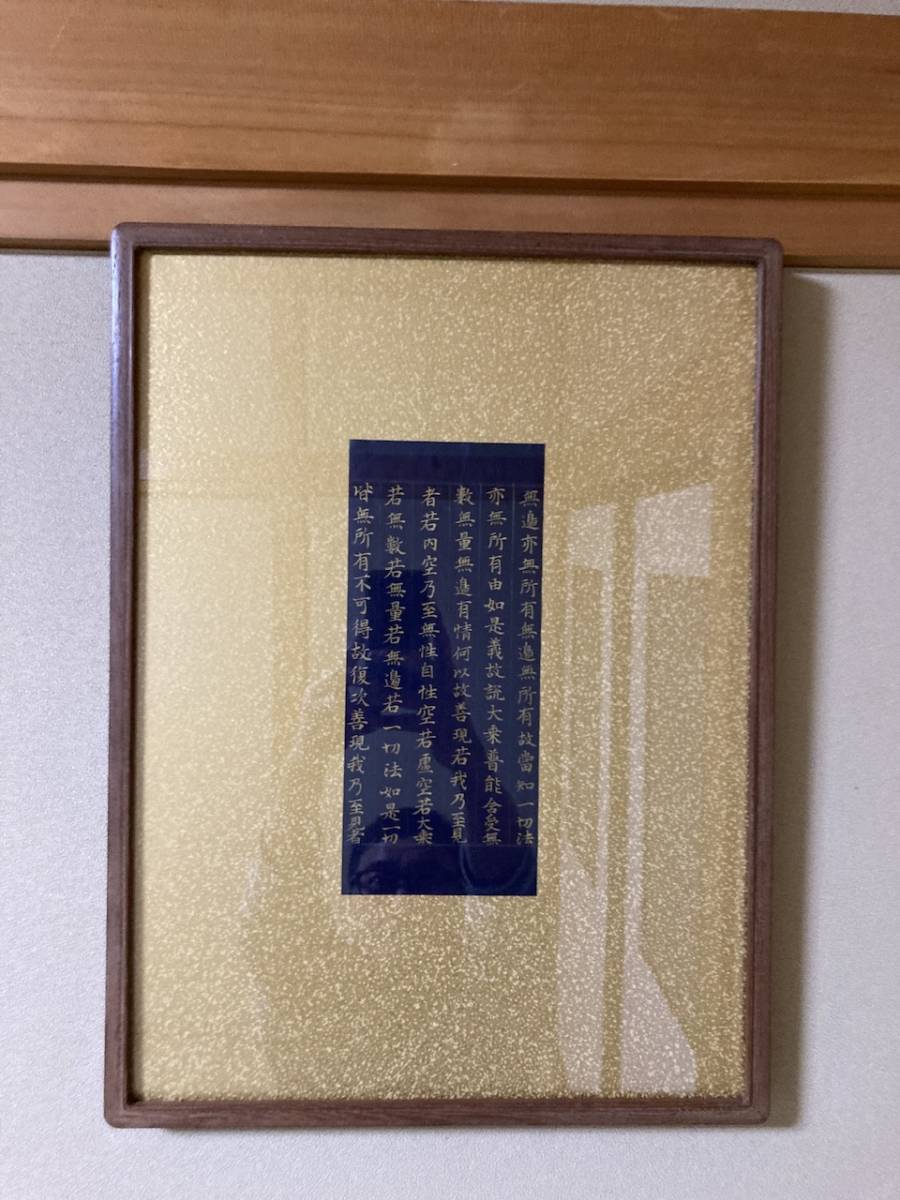 無邊亦無所有無邊無所有故當知一切法
亦無所有由如是義故說大乘普能含受無
數無量無邊有情何以故善現若我乃至見
者若內空乃至無性自性空若虛空若大乘
若無數若無量若無邊若一切法如是一切
皆無所有不可得故復次善現我乃至見者